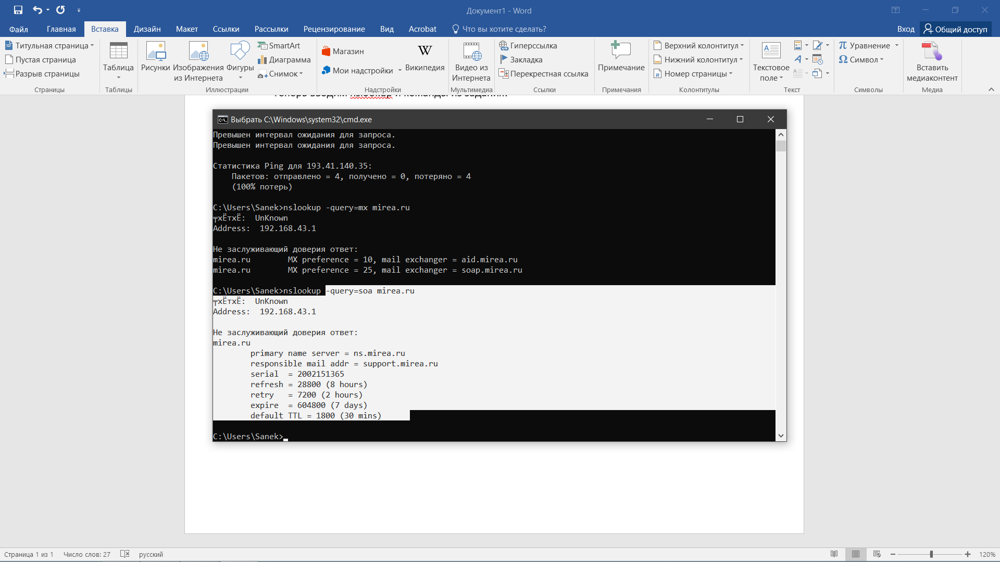 Документ1 - Word
Файл Главная Вставка Дизайн Макет Ссылки Рассылки Рецензирование Вид Acrobat Что вы хотите сделать? Вход Общий доступ
Титульная страница
Пустая страница
Разрыв страницы
Страницы
Таблица
Таблицы
Рисунки
Изображения из Интернета
Фигуры
SmartArt
Диаграмма
Снимок
Иллюстрации
Магазин
Мои надстройки
W
Википедия
Надстройки
Видео из Интернета
Мультимедиа
Гиперссылка
Закладка
Перекрестная ссылка
Ссылки
Примечание
Примечания
Верхний колонтитул
Нижний колонтитул
Номер страницы
Колонтитулы
Текстовое поле
Текст
π Уравнение
Ω Символ
Символы
Вставить медиаконтент
Медиа
Теперь вводим nslookup и команды из задания:
Выбрать C:\Windows\system32\cmd.exe
Превышен интервал ожидания для запроса.
Превышен интервал ожидания для запроса.
Статистика Ping для 193.41.140.35:
Пакетов: отправлено = 4, получено = 0, потеряно = 4
(100% потерь)
C:\Users\Sanek>nslookup -query=mx mirea.ru
╤хЁтхЁ:  UnKnown
Address:  192.168.43.1
Не заслуживающий доверия ответ:
mirea.ru        MX preference = 10, mail exchanger = aid.mirea.ru
mirea.ru        MX preference = 25, mail exchanger = soap.mirea.ru
C:\Users\Sanek>nslookup -query=soa mirea.ru
╤хЁтхЁ:  UnKnown
Address:  192.168.43.1
Не заслуживающий доверия ответ:
mirea.ru
primary name server = ns.mirea.ru
responsible mail addr = support.mirea.ru
serial  = 2002151365
refresh = 28800 (8 hours)
retry   = 7200 (2 hours)
expire  = 604800 (7 days)
default TTL = 1800 (30 mins)
C:\Users\Sanek>
Страница 1 из 1 Число слов: 27 русский 120%